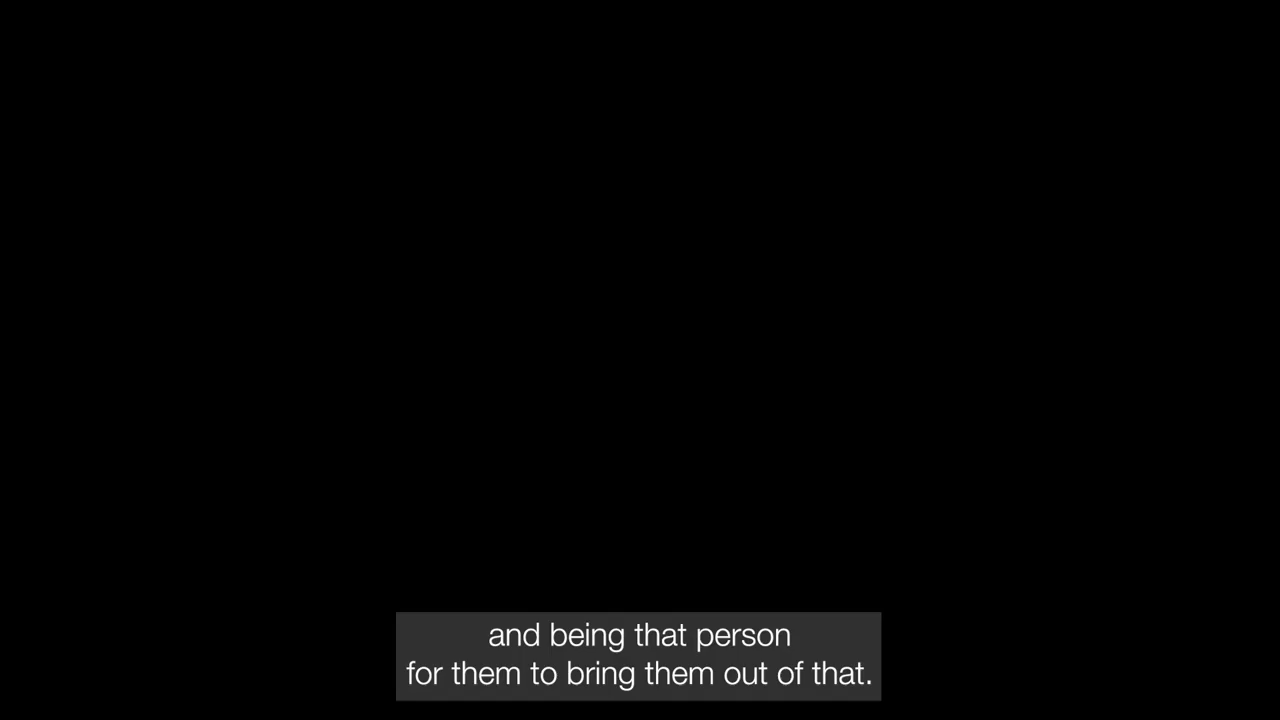 and being that person
for them to bring them out of that.